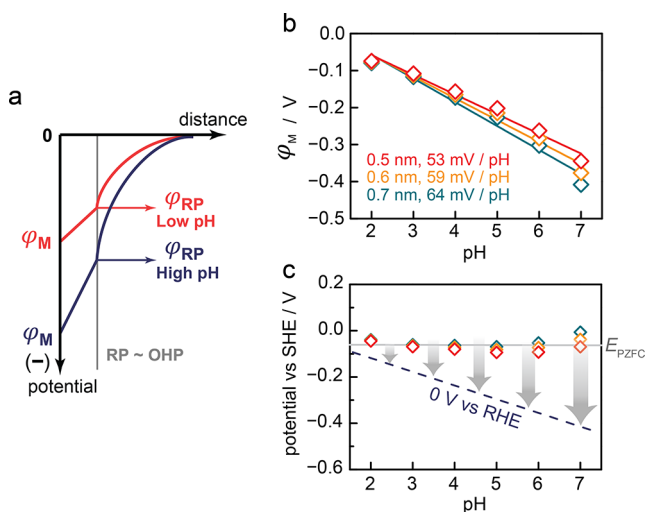 a
0
distance
φRP
Low pH
φM
φRP
High pH
φM
(−)
potential
RP ~ OHP
b
0.0
−0.1
−0.2
−0.3
−0.4
−0.5
φM / V
0.5 nm, 53 mV / pH
0.6 nm, 59 mV / pH
0.7 nm, 64 mV / pH
2 3 4 5 6 7
pH
c
0.2
0.0
−0.2
−0.4
−0.6
potential vs SHE / V
EPZFC
0 V vs RHE
2 3 4 5 6 7
pH